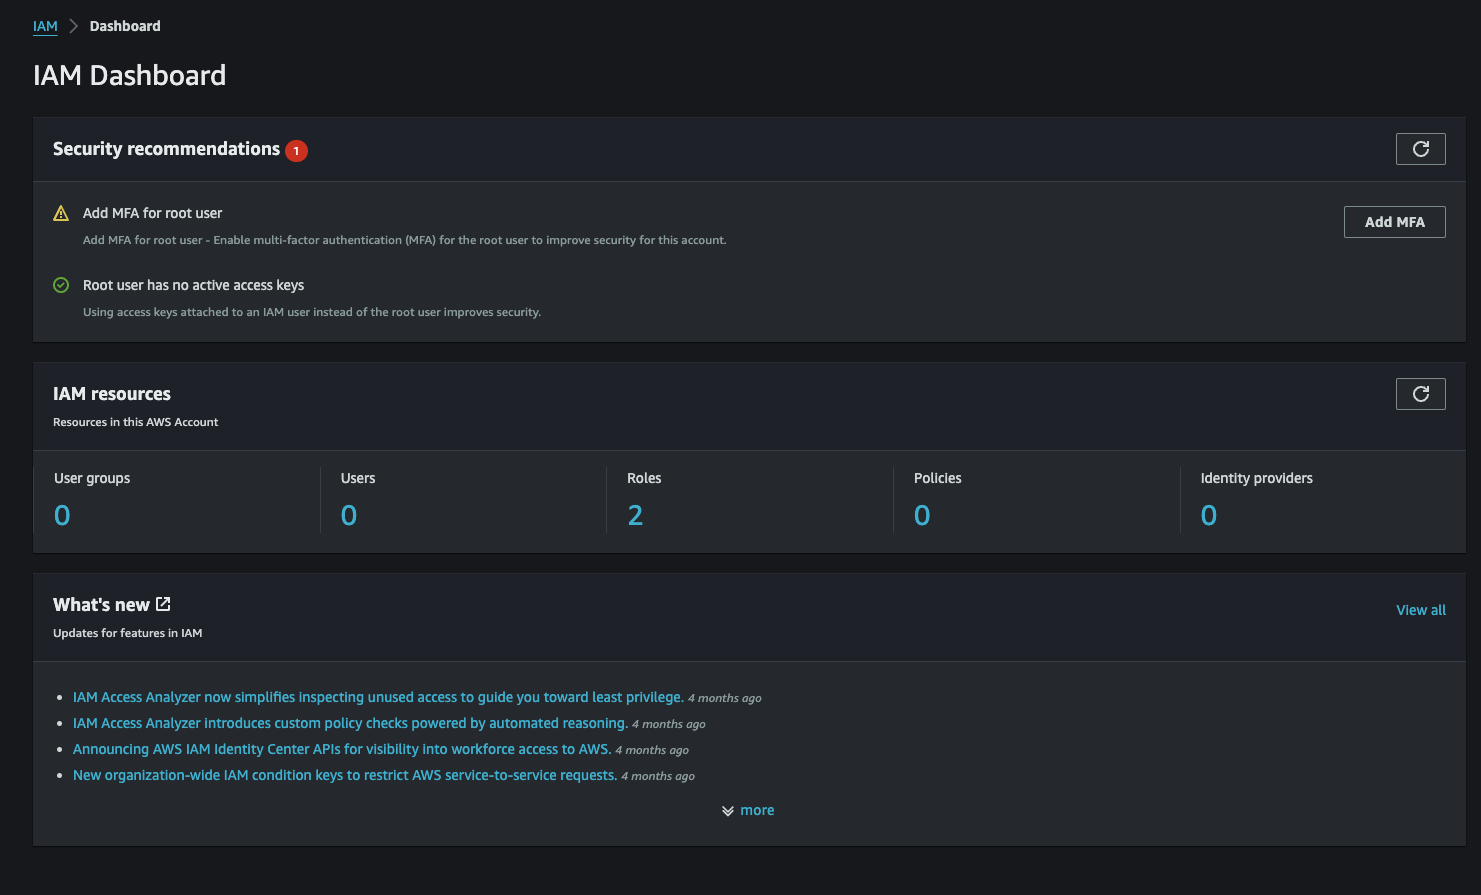 IAM > Dashboard
IAM Dashboard
Security recommendations 1
Add MFA for root user
Add MFA
Add MFA for root user - Enable multi-factor authentication (MFA) for the root user to improve security for this account.
Root user has no active access keys
Using access keys attached to an IAM user instead of the root user improves security.
IAM resources
Resources in this AWS Account
User groups Users Roles Policies Identity providers
0 0 2 0 0
What's new
View all
Updates for features in IAM
• IAM Access Analyzer now simplifies inspecting unused access to guide you toward least privilege. 4 months ago
• IAM Access Analyzer introduces custom policy checks powered by automated reasoning. 4 months ago
• Announcing AWS IAM Identity Center APIs for visibility into workforce access to AWS. 4 months ago
• New organization-wide IAM condition keys to restrict AWS service-to-service requests. 4 months ago
more